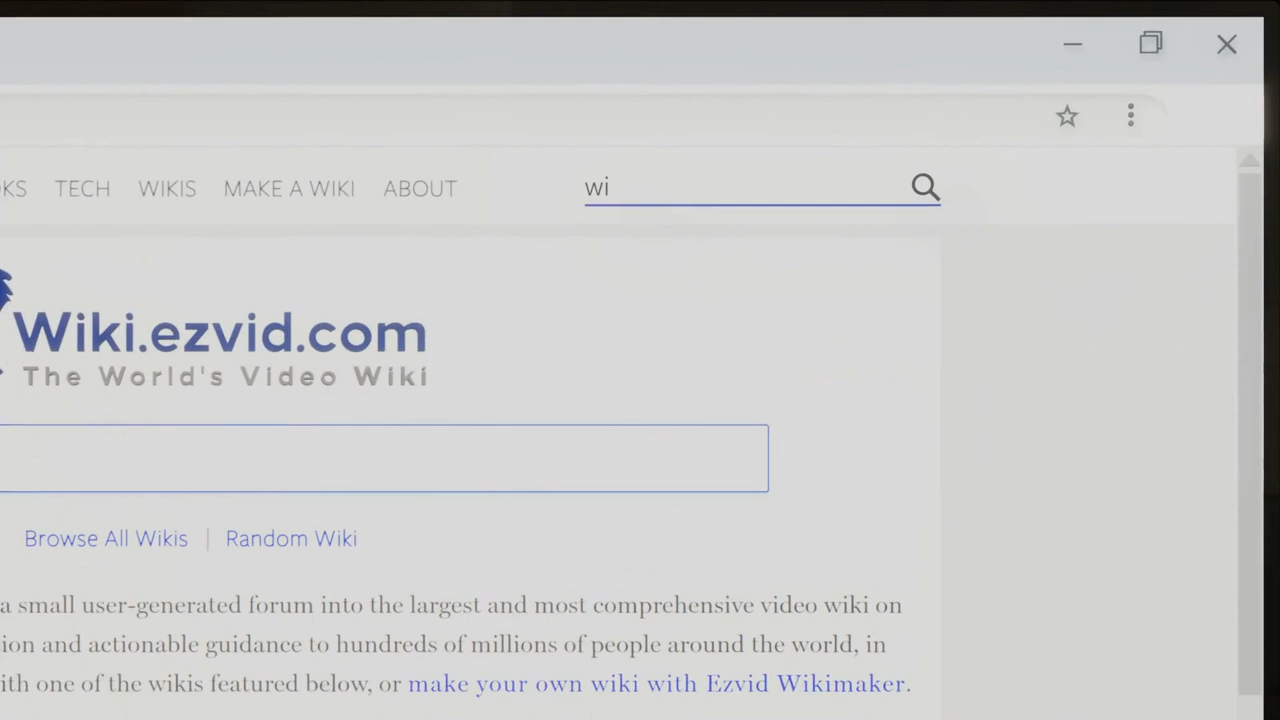 TECH WIKIS MAKE A WIKI ABOUT wi
Wiki.ezvid.com
The World's Video Wiki
Browse All Wikis | Random Wiki
a small user-generated forum into the largest and most comprehensive video wiki on
and actionable guidance to hundreds of millions of people around the world, in
with one of the wikis featured below, or make your own wiki with Ezvid Wikimaker.